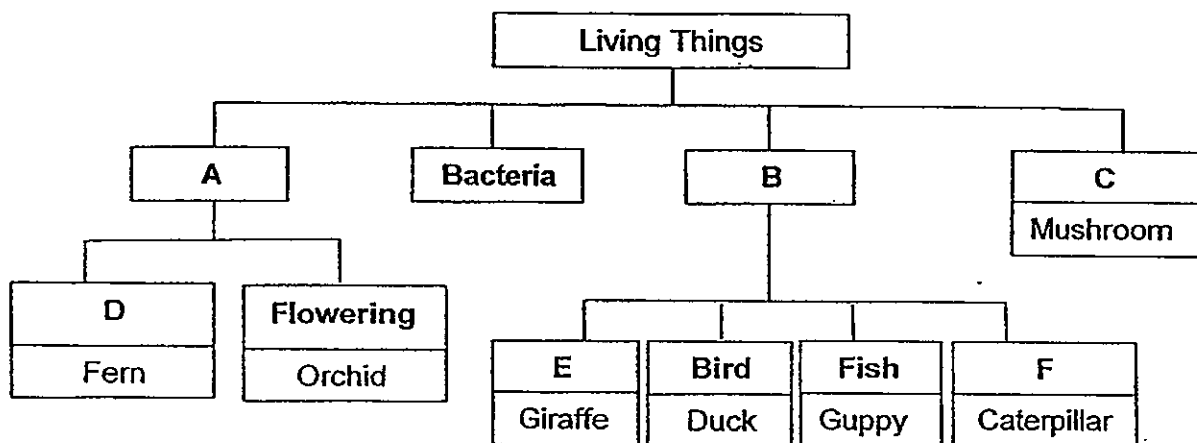 Living Things
A
Bacteria
B
C
Mushroom
D
Fern
Flowering
Orchid
E
Giraffe
Bird
Duck
Fish
Guppy
F
Caterpillar